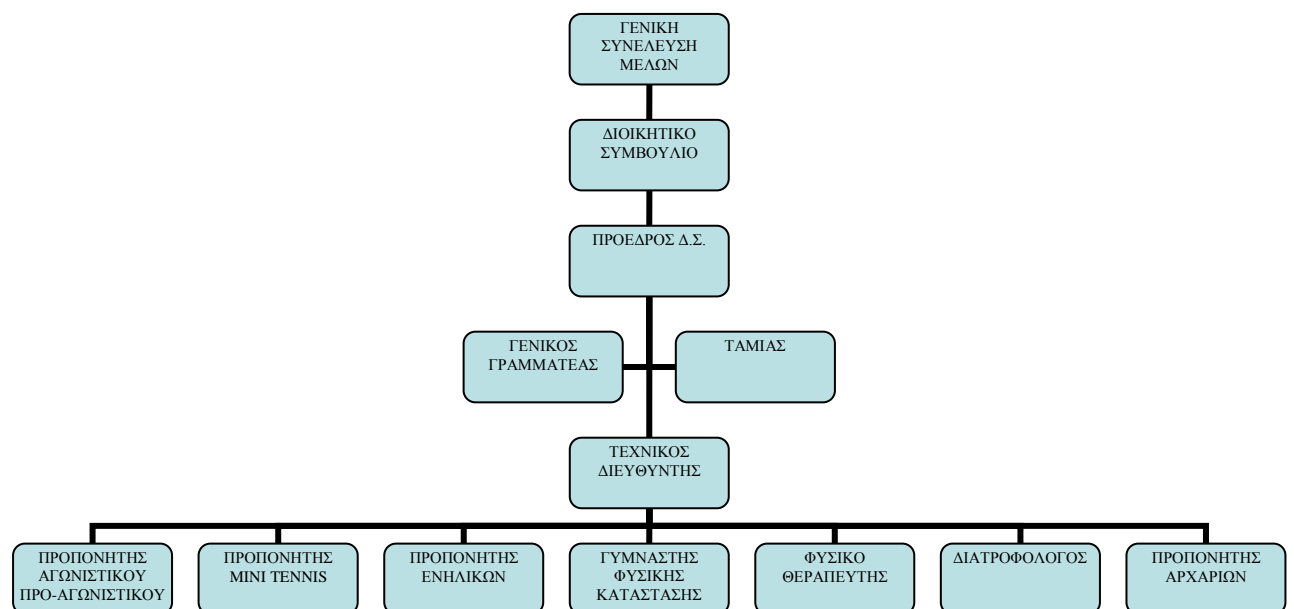 ΓΕΝΙΚΗ
ΣΥΝΕΛΕΥΣΗ
ΜΕΛΩΝ
ΔΙΟΙΚΗΤΙΚΟ
ΣΥΜΒΟΥΛΙΟ
ΠΡΟΕΔΡΟΣ Δ.Σ.
ΓΕΝΙΚΟΣ
ΓΡΑΜΜΑΤΕΑΣ
ΤΑΜΙΑΣ
ΤΕΧΝΙΚΟΣ
ΔΙΕΥΘΥΝΤΗΣ
ΠΡΟΠΟΝΗΤΗΣ
ΑΓΩΝΙΣΤΙΚΟΥ
ΠΡΟ-ΑΓΩΝΙΣΤΙΚΟΥ
ΠΡΟΠΟΝΗΤΗΣ
MINI TENNIS
ΠΡΟΠΟΝΗΤΗΣ
ΕΝΗΛΙΚΩΝ
ΓΥΜΝΑΣΤΗΣ
ΦΥΣΙΚΗΣ
ΚΑΤΑΣΤΑΣΗΣ
ΦΥΣΙΚΟ
ΘΕΡΑΠΕΥΤΗΣ
ΔΙΑΤΡΟΦΟΛΟΓΟΣ
ΠΡΟΠΟΝΗΤΗΣ
ΑΡΧΑΡΙΩΝ